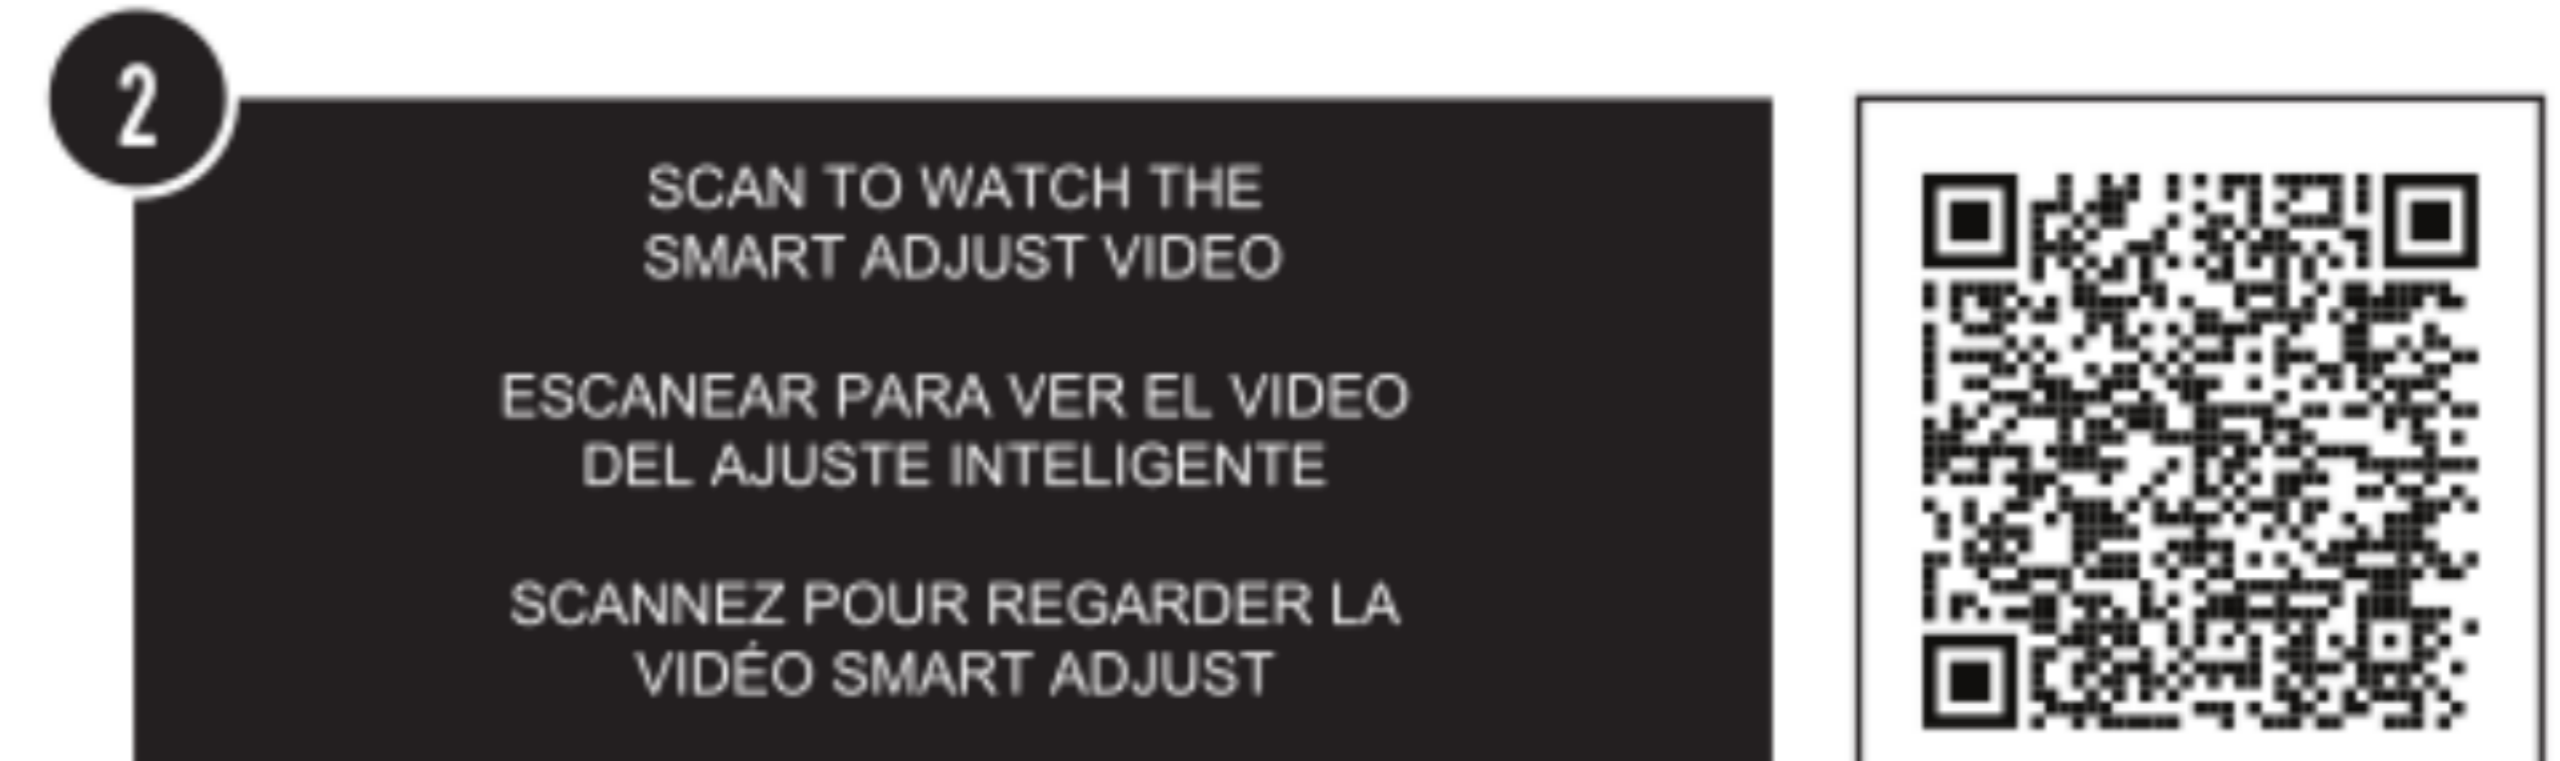 2
SCAN TO WATCH THE
SMART ADJUST VIDEO
ESCANEAR PARA VER EL VIDEO
DEL AJUSTE INTELIGENTE
SCANNEZ POUR REGARDER LA
VIDÉO SMART ADJUST